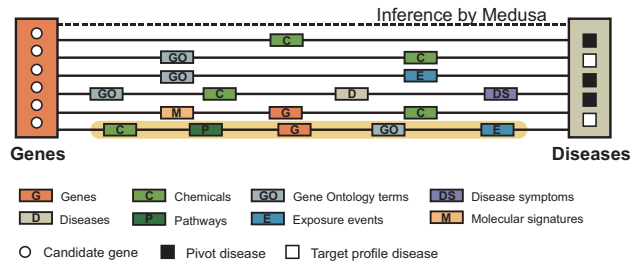 Inference by Medusa
C
GO C
GO E
GO C D DS
M G C
C P G GO E
Genes Diseases
G Genes C Chemicals GO Gene Ontology terms DS Disease symptoms
D Diseases P Pathways E Exposure events M Molecular signatures
Candidate gene Pivot disease Target profile disease